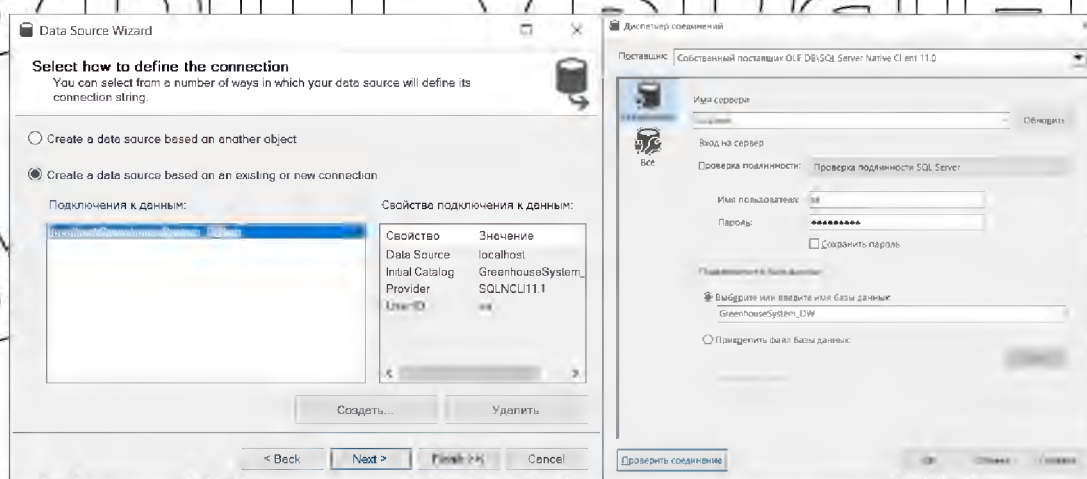 Data Source Wizard
Select how to define the connection
You can select from a number of ways in which your data source will define its
connection string.
Create a data source based on another object
Create a data source based on an existing or new connection
Подключения к данным:
Свойства подключения к данным:
Свойство Значение
Data Source localhost
Initial Catalog GreenhouseSystem_
Provider SQLNCLI11.1
Создать... Удалить
< Back Next > Cancel
Диспетчер соединений
Поставщик: Собственный поставщик OLE DB\SQL Server Native Client 11.0
Имя сервера:
Обновить
Вход на сервер
Все
Проверка подлинности: Проверка подлинности SQL Server
Имя пользователя: sa
Пароль:
Сохранить пароль
Выберите или введите имя базы данных:
GreenhouseSystem_DW
Прикрепить файл базы данных:
Проверить соединение